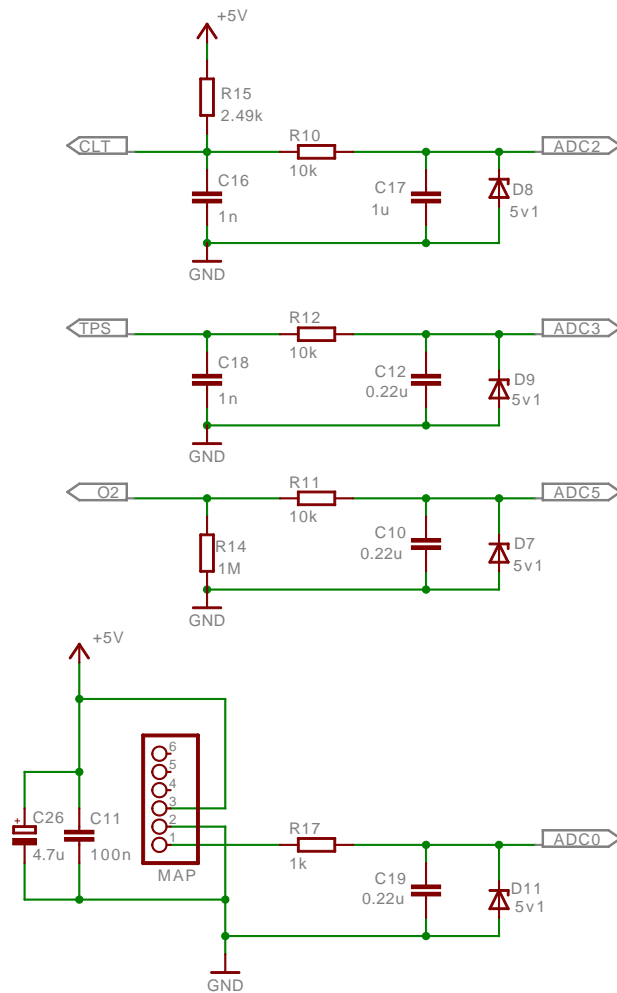 +5V
R15
2.49k
CLT
R10
10k
ADC2
C16
1n
C17
1u
D8
5v1
GND
TPS
R12
10k
ADC3
C18
1n
C12
0.22u
D9
5v1
GND
O2
R11
10k
ADC5
R14
1M
C10
0.22u
D7
5v1
GND
+5V
6
5
4
3
2
1
MAP
+
C26
4.7u
C11
100n
R17
1k
ADC0
C19
0.22u
D11
5v1
GND